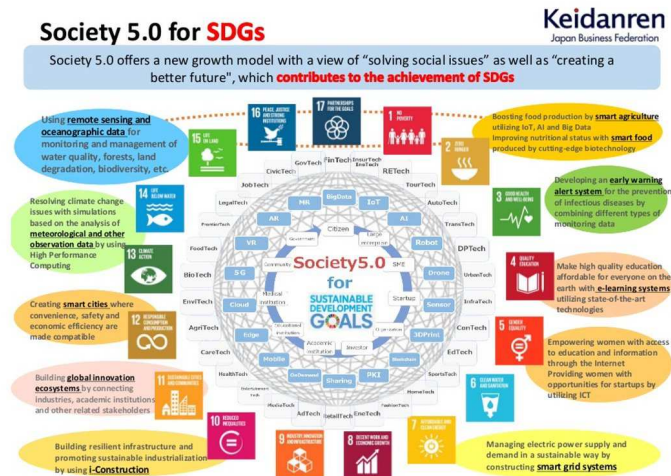 Society 5.0 for SDGs
Keidanren
Japan Business Federation
Society 5.0 offers a new growth model with a view of “solving social issues” as well as “creating a
better future", which contributes to the achievement of SDGs
Using remote sensing and
oceanographic data for
monitoring and management of
water quality, forests, land
degradation, biodiversity, etc.
Resolving climate change
issues with simulations
based on the analysis of
meteorological and other
observation data by using
High Performance
Computing
Creating smart cities where
convenience, safety and
economic efficiency are
made compatible
Building global innovation
ecosystems by connecting
industries, academic institutions
and other related stakeholders
Building resilient infrastructure and
promoting sustainable industrialization
by using i-Construction
Boosting food production by smart agriculture
utilizing IoT, AI and Big Data
Improving nutritional status with smart food
produced by cutting-edge biotechnology
Developing an early warning
alert system for the prevention
of infectious diseases by
combining different types of
monitoring data
Make high quality education
affordable for everyone on the
earth with e-learning systems
utilizing state-of-the-art
technologies
Empowering women with access
to education and information
through the Internet
Providing women with
opportunities for startups by
utilizing ICT
Managing electric power supply and
demand in a sustainable way by
constructing smart grid systems
1 NO
POVERTY
2 ZERO
HUNGER
3 GOOD HEALTH
AND WELL-BEING
4 QUALITY
EDUCATION
5 GENDER
EQUALITY
6 CLEAN WATER
AND SANITATION
7 AFFORDABLE AND
CLEAN ENERGY
8 DECENT WORK AND
ECONOMIC GROWTH
9 INDUSTRY, INNOVATION
AND INFRASTRUCTURE
10 REDUCED
INEQUALITIES
11 SUSTAINABLE CITIES
AND COMMUNITIES
12 RESPONSIBLE
CONSUMPTION
AND PRODUCTION
13 CLIMATE
ACTION
14 LIFE
BELOW WATER
15 LIFE
ON LAND
16 PEACE, JUSTICE
AND STRONG
INSTITUTIONS
17 PARTNERSHIPS
FOR THE GOALS
GovTech
FinTech
InsurTech
RETech
CivicTech
JobTech
TourTech
LegalTech
AutoTech
TransTech
FoodTech
DPTech
BioTech
UrbanTech
EnvlTech
InfraTech
AgriTech
ConTech
CareTech
EdTech
HealthTech
SportsTech
HomeTech
MediaTech
FashionTech
AdTech
RetailTech
EnoTech
BigData
MR
IoT
AR
AI
VR
Robot
5G
Drone
Cloud
Sensor
Edge
3DPrint
Mobile
OnDemand
Sharing
PKI
Citizen
Government
Large
enterprise
Community
SME
Medical
institution
Startup
Academic
institution
Investor
Society5.0
for
SUSTAINABLE
DEVELOPMENT
GOALS